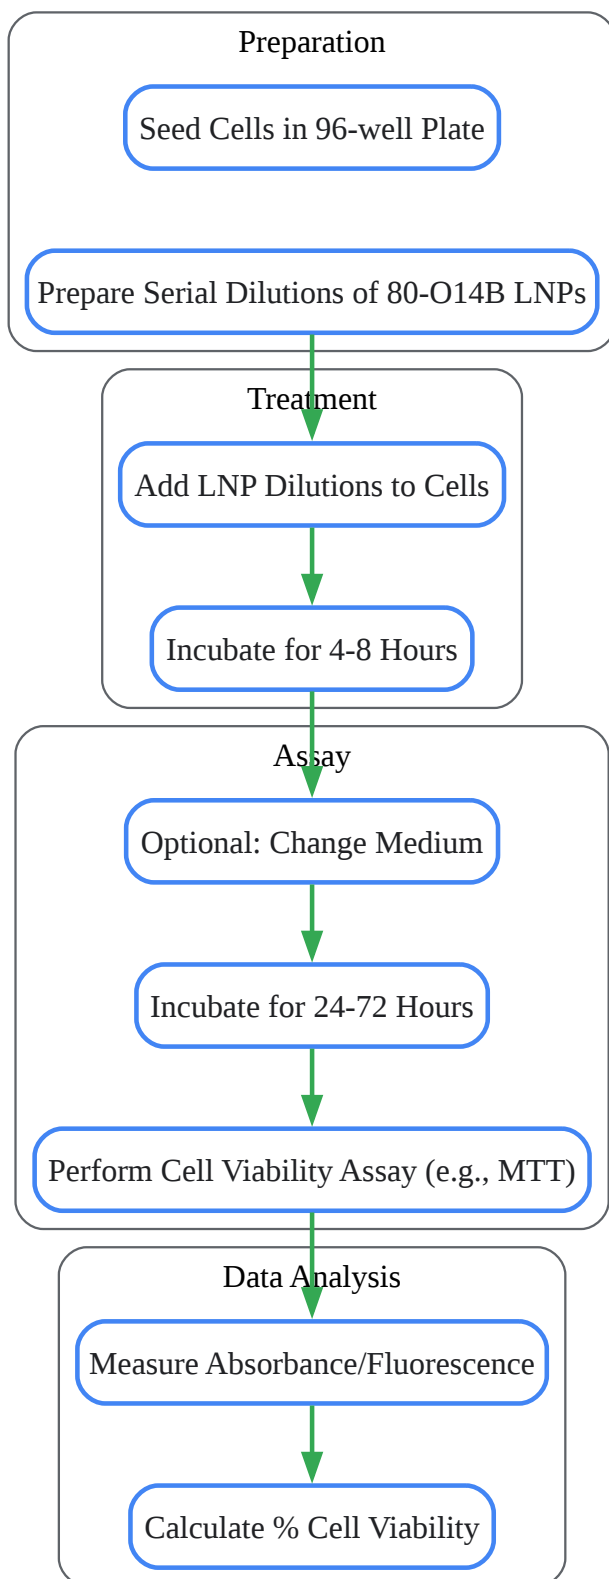 Preparation
Seed Cells in 96-well Plate
Prepare Serial Dilutions of 80-O14B LNPs
Treatment
Add LNP Dilutions to Cells
Incubate for 4-8 Hours
Assay
Optional: Change Medium
Incubate for 24-72 Hours
Perform Cell Viability Assay (e.g., MTT)
Data Analysis
Measure Absorbance/Fluorescence
Calculate % Cell Viability